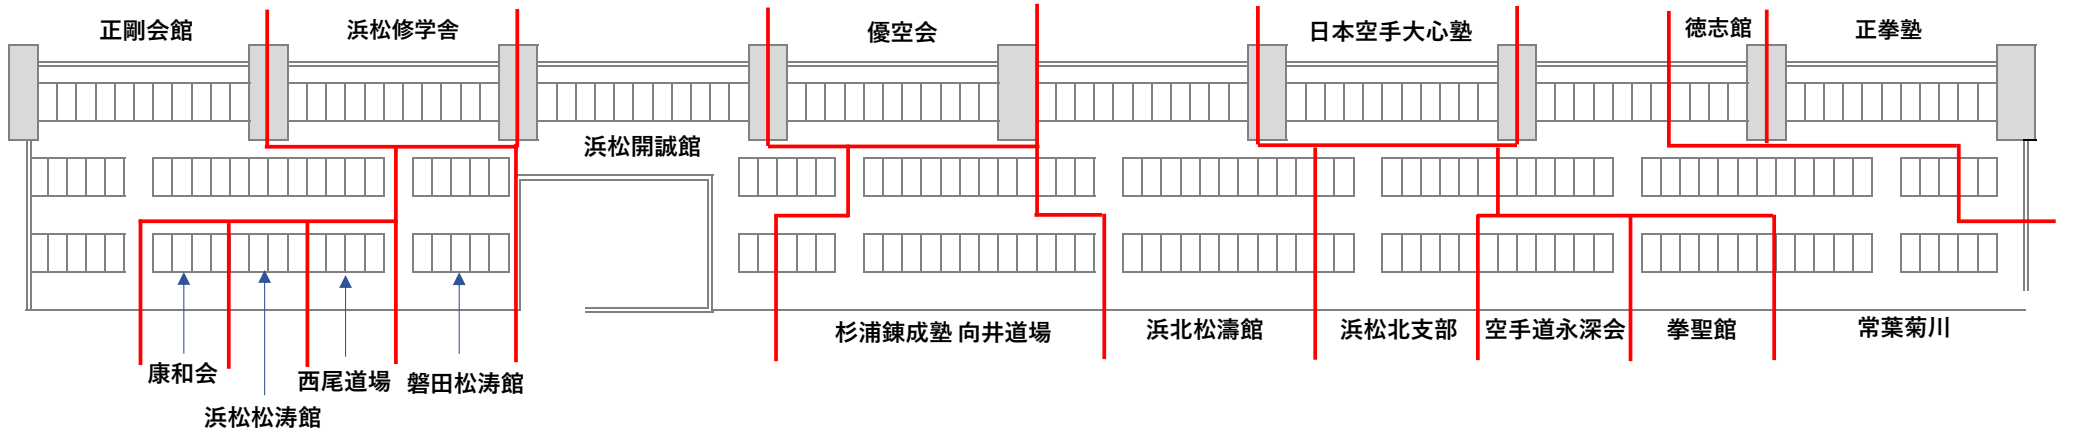 正剛会館
浜松修学舎
優空会
日本空手大心塾
徳志館
正拳塾
浜松開誠館
杉浦錬成塾 向井道場
浜北松濤館
浜松北支部
空手道永深会
拳聖館
常葉菊川
康和会
西尾道場
磐田松涛館
浜松松涛館